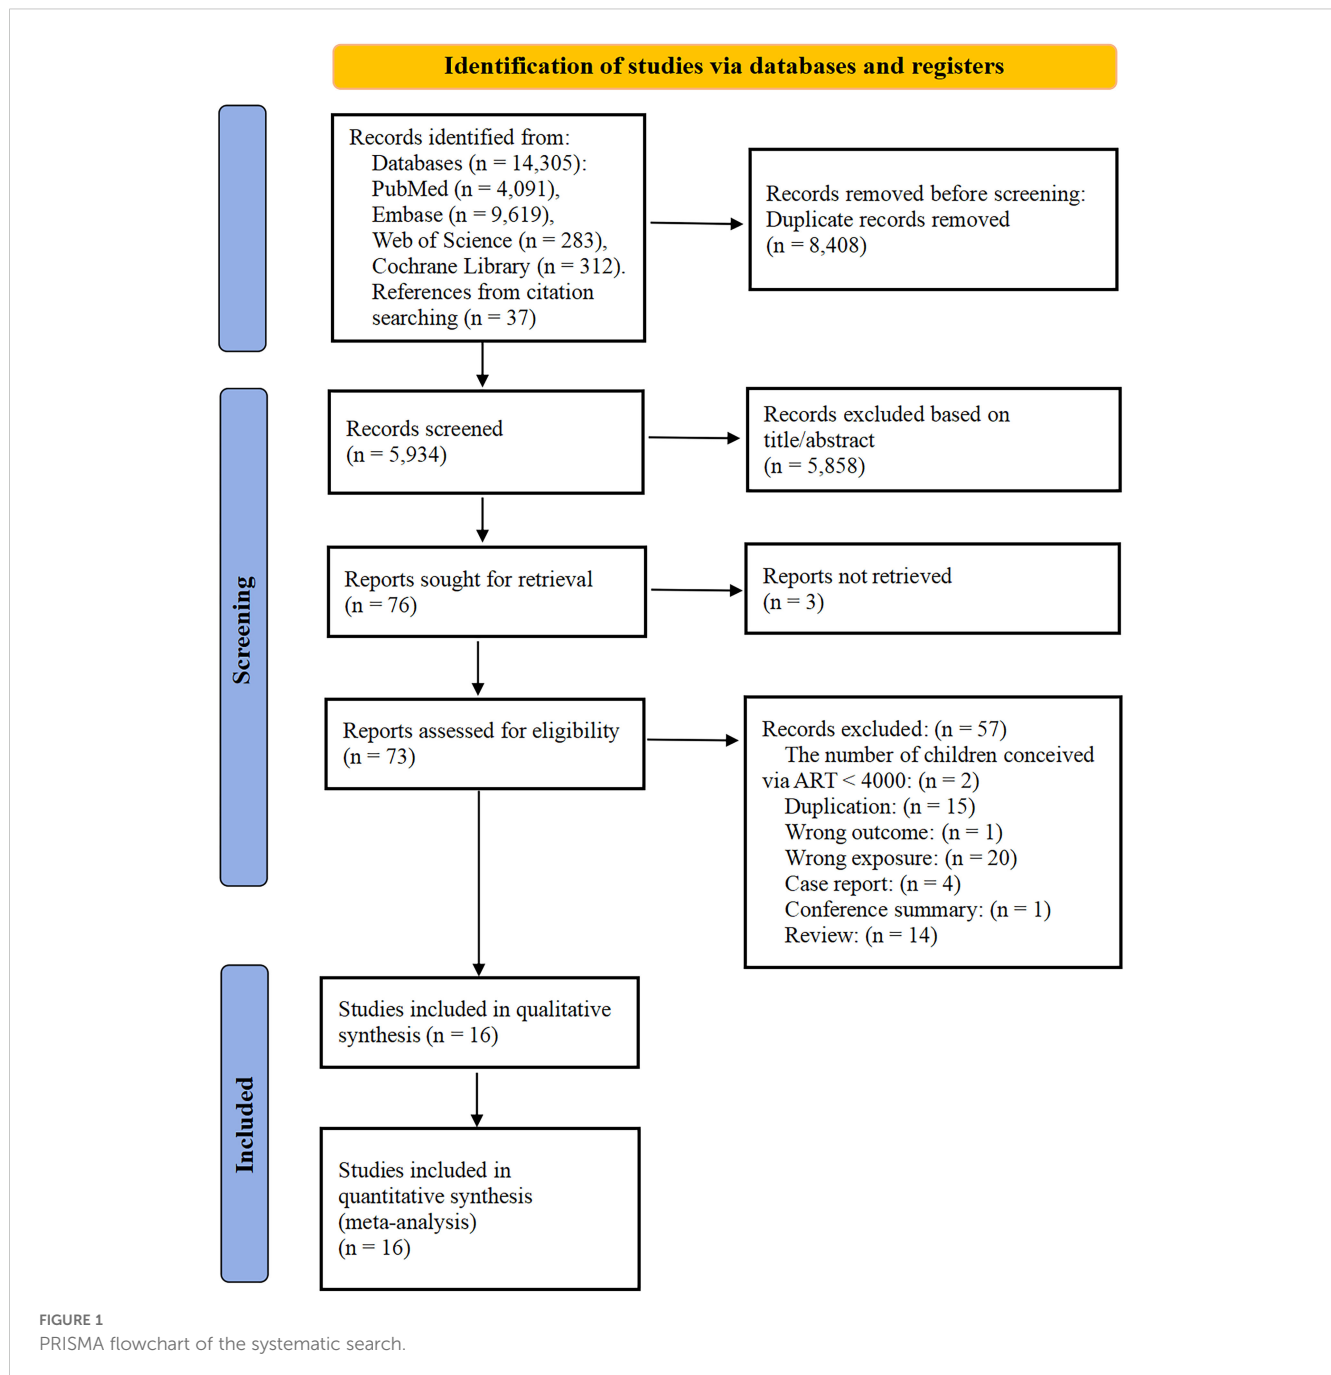 Identification of studies via databases and registers
Records identified from:
Databases (n = 14,305):
PubMed (n = 4,091),
Embase (n = 9,619),
Web of Science (n = 283),
Cochrane Library (n = 312).
References from citation
searching (n = 37)
Records removed before screening:
Duplicate records removed
(n = 8,408)
Screening
Records screened
(n = 5,934)
Records excluded based on
title/abstract
(n = 5,858)
Reports sought for retrieval
(n = 76)
Reports not retrieved
(n = 3)
Reports assessed for eligibility
(n = 73)
Records excluded: (n = 57)
The number of children conceived
via ART < 4000: (n = 2)
Duplication: (n = 15)
Wrong outcome: (n = 1)
Wrong exposure: (n = 20)
Case report: (n = 4)
Conference summary: (n = 1)
Review: (n = 14)
Included
Studies included in qualitative
synthesis (n = 16)
Studies included in
quantitative synthesis
(meta-analysis)
(n = 16)
FIGURE 1
PRISMA flowchart of the systematic search.